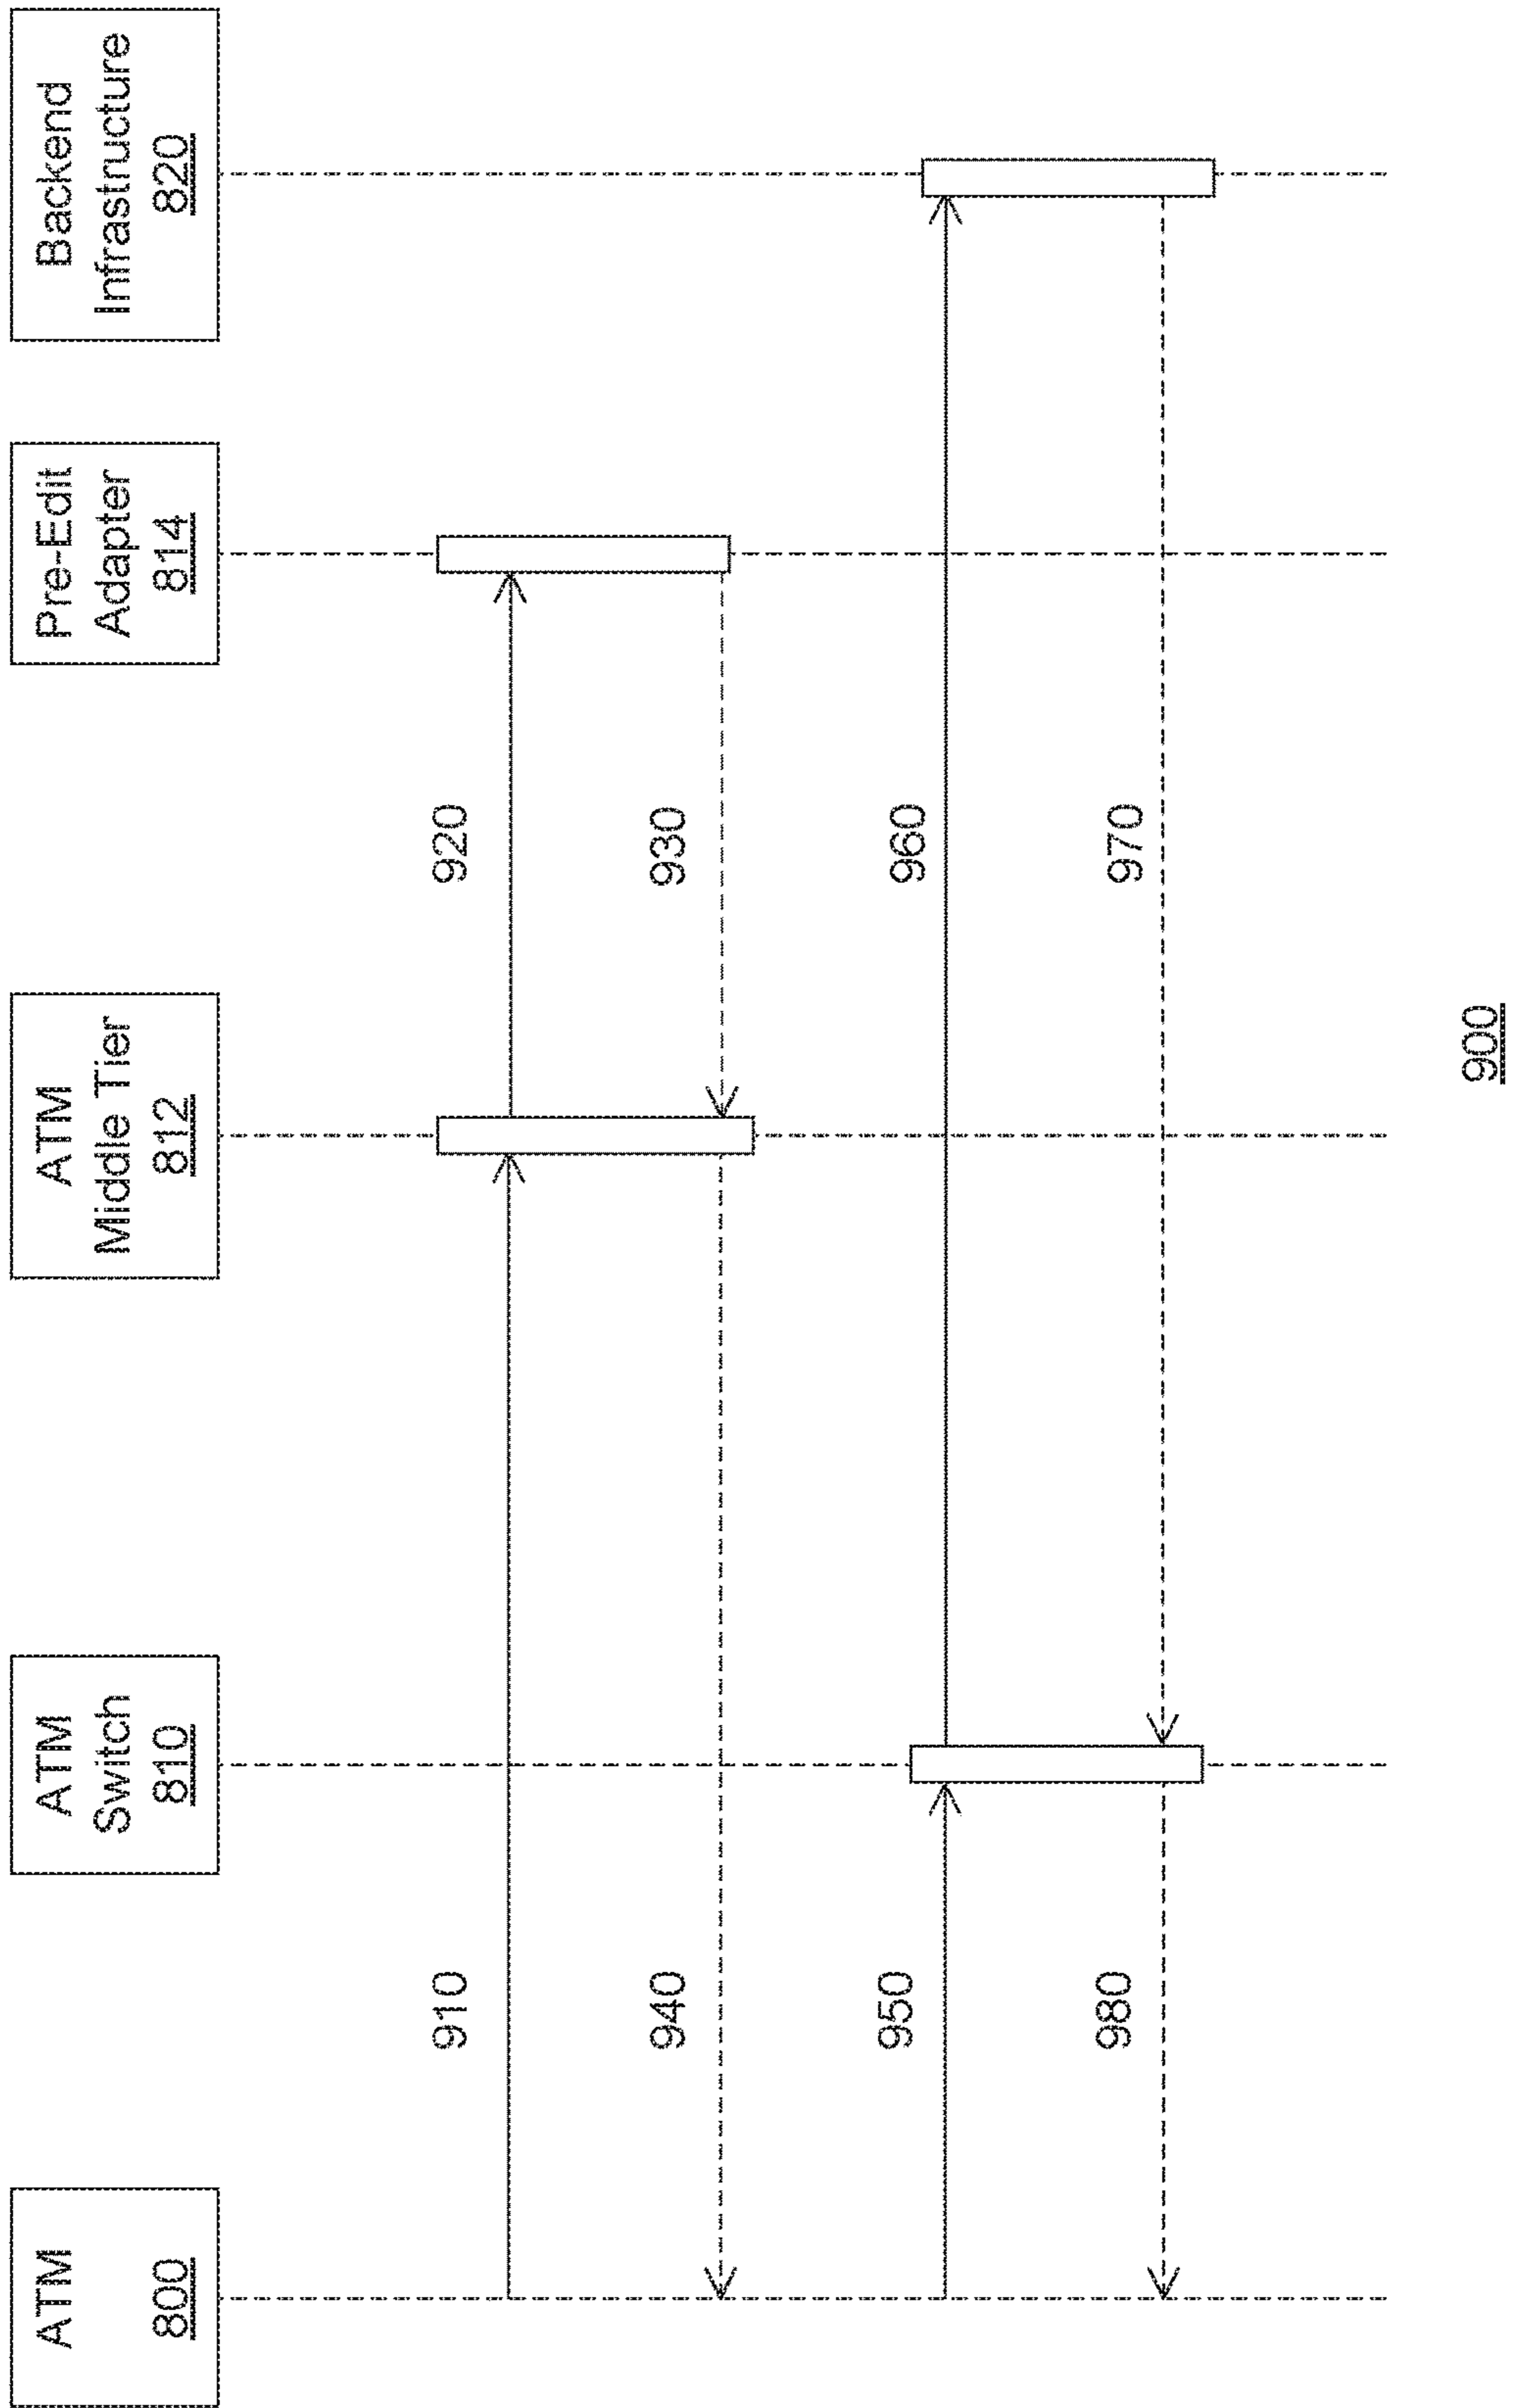 ATM
800
ATM
Switch
810
ATM
Middle Tier
812
Pre-Edit
Adapter
814
Backend
Infrastructure
820
910
920
940
930
950
960
980
970
900